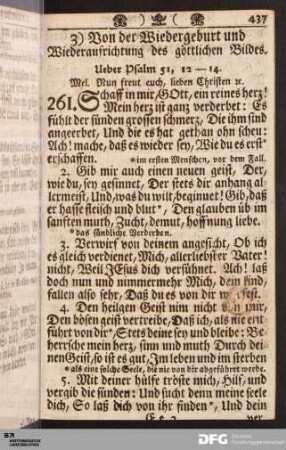 437
3) Von der Wiedergeburt und
Wiederaufrichtung des göttlichen Bildes.
Ueber Psalm 51, 12—14.
Mel. Nun freut euch, lieben Christen ꝛc.
261. Schaff in mir, GOtt, ein reines herz!
Mein herz ist ganz verderbet: Es
fühlt der sünden grossen schmerz, Die ihm sind
angeerbet, Und die es hat gethan ohn scheu:
Ach! mache, daß es wieder sey, Wie du es erst*
erschaffen. *im ersten Menschen, vor dem Fall.
2. Gib mir auch einen neuen geist, Der,
wie du, sey gesinnet, Der stets dir anhang al-
lermeist, Und, was du wilt, beginnet! Gib, daß
er hasse fleisch und blut*, Den glauben üb im
sanften muth, Zucht, demut, hoffnung, liebe.
* das sündliche Verderben.
3. Verwirf von deinem angesicht, Ob ich
es gleich verdienet, Mich, allerliebster Vater!
nicht, Weil JEsus dich versühnet. Ach! laß
doch nun und nimmermehr Mich, dein kind,
fallen also sehr, Daß du es von dir
4. Den heilgen Geist nim nicht von mir,
Den bösen geist vertreibe, Daß ich, als nie ent-
führt von dir*, Stets deine sey und bleibe: Be-
herrsche mein herz, sinn und muth Durch dei-
nen Geist, so ist es gut, Im leben und im sterben
*als eine solche Seele, die nie von dir abgeführt worde.
5. Mit deiner hülfe tröste mich, Hilf, und
vergib die sünden: Und sucht denn meine seele
dich, So laß dich von ihr finden*, Und dein
DFG Deutsche
Forschungsgemeinschaft